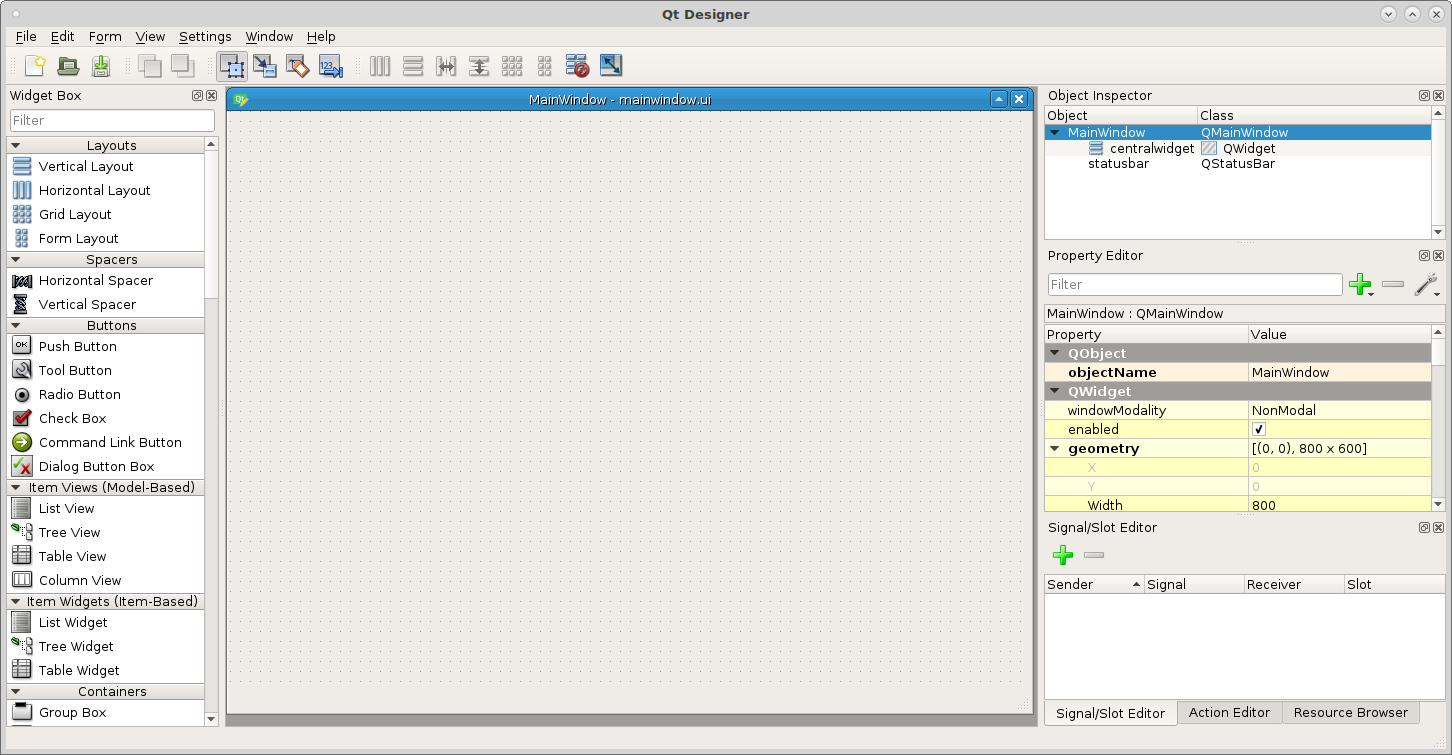 Qt Designer
File Edit Form View Settings Window Help
123
Widget Box
Filter
Layouts
Vertical Layout
Horizontal Layout
Grid Layout
Form Layout
Spacers
Horizontal Spacer
Vertical Spacer
Buttons
OK Push Button
Tool Button
Radio Button
Check Box
Command Link Button
Dialog Button Box
Item Views (Model-Based)
List View
Tree View
Table View
Column View
Item Widgets (Item-Based)
List Widget
Tree Widget
Table Widget
Containers
Group Box
Qt MainWindow - mainwindow.ui
Object Inspector
Object Class
MainWindow QMainWindow
centralwidget QWidget
statusbar QStatusBar
Property Editor
Filter
MainWindow : QMainWindow
Property Value
QObject
objectName MainWindow
QWidget
windowModality NonModal
enabled
geometry [(0, 0), 800 x 600]
X 0
Y 0
Width 800
Signal/Slot Editor
Sender Signal Receiver Slot
Signal/Slot Editor Action Editor Resource Browser